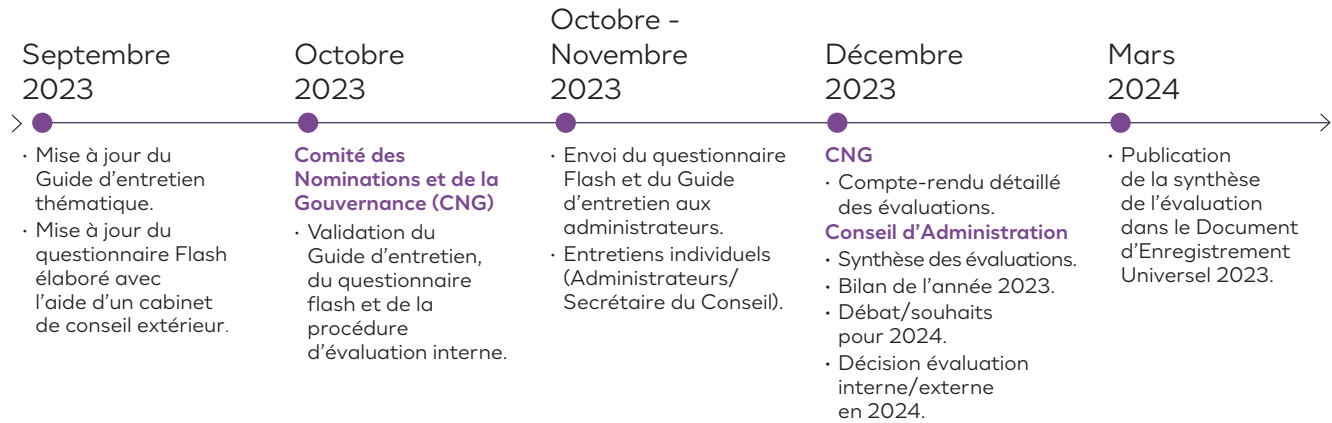 Septembre
2023
· Mise à jour du
Guide d'entretien
thématique.
· Mise à jour du
questionnaire Flash
élaboré avec
l'aide d'un cabinet
de conseil extérieur.
Octobre
2023
Comité des
Nominations et de la
Gouvernance (CNG)
· Validation du
Guide d'entretien,
du questionnaire
flash et de la
procédure
d'évaluation interne.
Octobre -
Novembre
2023
· Envoi du questionnaire
Flash et du Guide
d'entretien aux
administrateurs.
· Entretiens individuels
(Administrateurs/
Secrétaire du Conseil).
Décembre
2023
CNG
· Compte-rendu détaillé
des évaluations.
Conseil d'Administration
· Synthèse des évaluations.
· Bilan de l'année 2023.
· Débat/souhaits
pour 2024.
· Décision évaluation
interne/externe
en 2024.
Mars
2024
· Publication
de la synthèse
de l'évaluation
dans le Document
d'Enregistrement
Universel 2023.